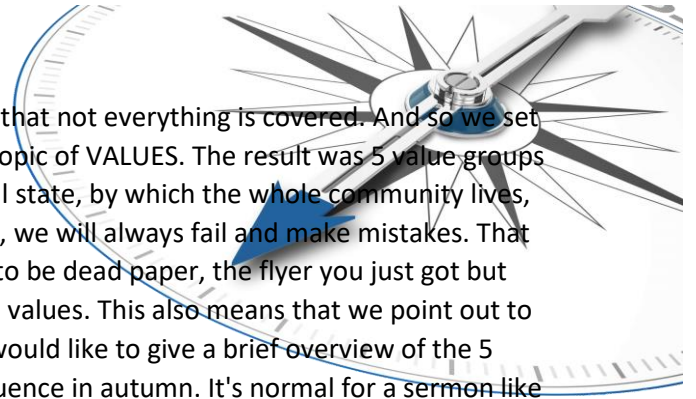 that not everything is covered. And so we set
opic of VALUES. The result was 5 value groups
l state, by which the whole community lives,
, we will always fail and make mistakes. That
to be dead paper, the flyer you just got but
values. This also means that we point out to
would like to give a brief overview of the 5
uence in autumn. It's normal for a sermon like